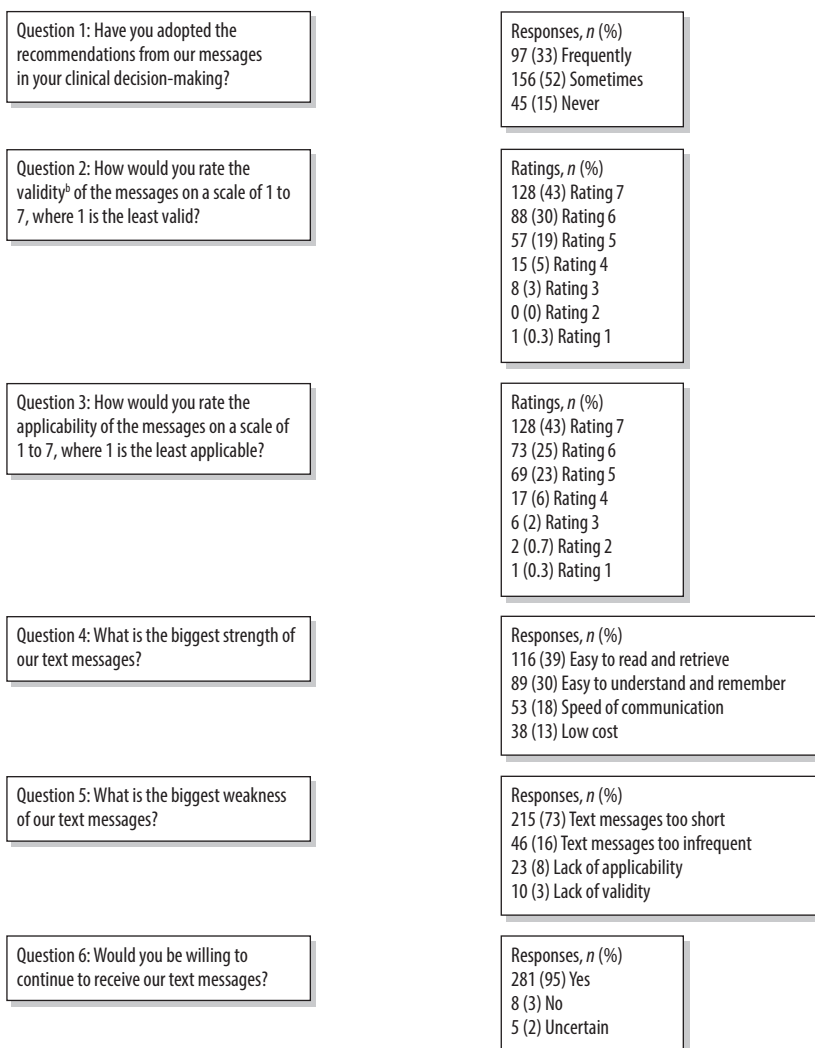 Question 1: Have you adopted the
recommendations from our messages
in your clinical decision-making?
Responses, n (%)
97 (33) Frequently
156 (52) Sometimes
45 (15) Never
Question 2: How would you rate the
validityᵇ of the messages on a scale of 1 to
7, where 1 is the least valid?
Ratings, n (%)
128 (43) Rating 7
88 (30) Rating 6
57 (19) Rating 5
15 (5) Rating 4
8 (3) Rating 3
0 (0) Rating 2
1 (0.3) Rating 1
Question 3: How would you rate the
applicability of the messages on a scale of
1 to 7, where 1 is the least applicable?
Ratings, n (%)
128 (43) Rating 7
73 (25) Rating 6
69 (23) Rating 5
17 (6) Rating 4
6 (2) Rating 3
2 (0.7) Rating 2
1 (0.3) Rating 1
Question 4: What is the biggest strength of
our text messages?
Responses, n (%)
116 (39) Easy to read and retrieve
89 (30) Easy to understand and remember
53 (18) Speed of communication
38 (13) Low cost
Question 5: What is the biggest weakness
of our text messages?
Responses, n (%)
215 (73) Text messages too short
46 (16) Text messages too infrequent
23 (8) Lack of applicability
10 (3) Lack of validity
Question 6: Would you be willing to
continue to receive our text messages?
Responses, n (%)
281 (95) Yes
8 (3) No
5 (2) Uncertain